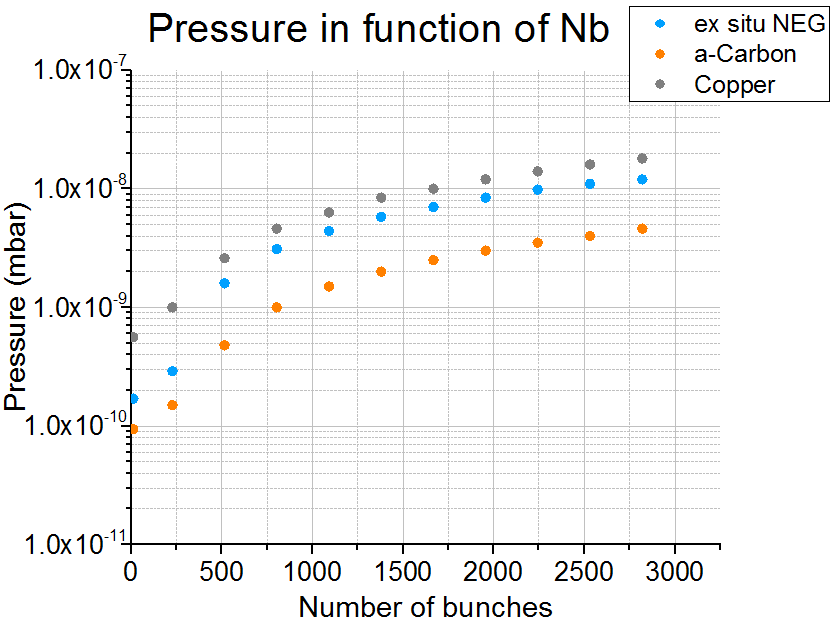 Pressure in function of Nb
ex situ NEG
a-Carbon
Copper
1.0x10⁻⁷
1.0x10⁻⁸
1.0x10⁻⁹
1.0x10⁻¹⁰
1.0x10⁻¹¹
Pressure (mbar)
0 500 1000 1500 2000 2500 3000
Number of bunches